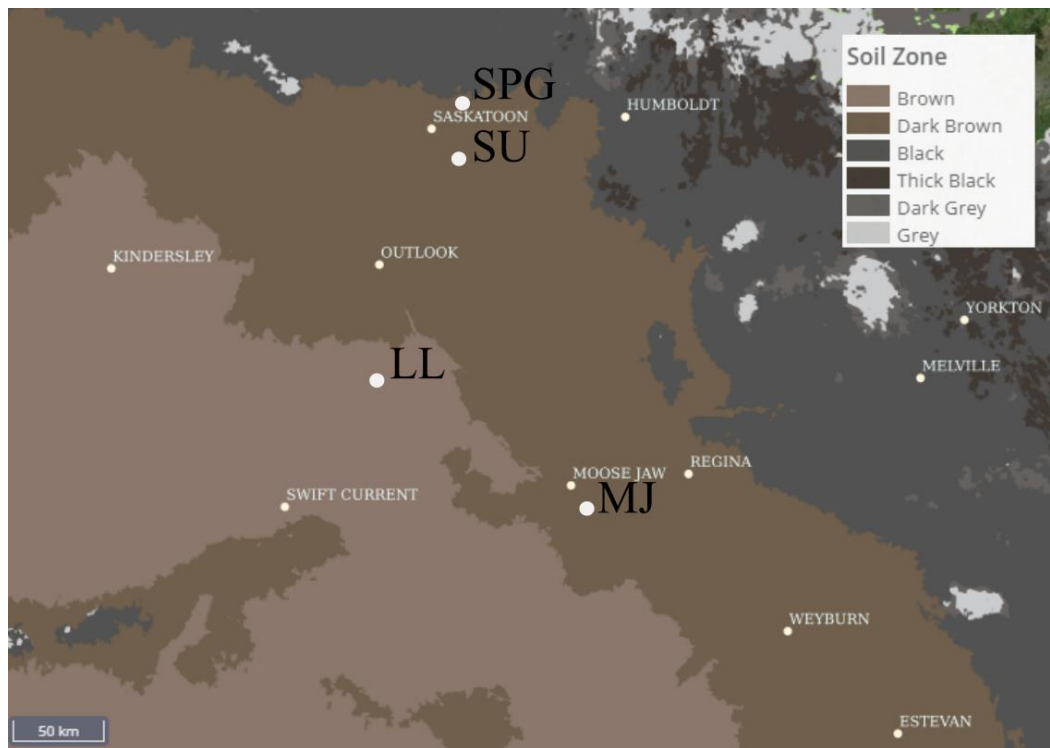 SPG
SASKATOON
SU
HUMBOLDT
Soil Zone
Brown
Dark Brown
Black
Thick Black
Dark Grey
Grey
KINDERSLEY
OUTLOOK
YORKTON
LL
MELVILLE
MOOSE JAW
REGINA
SWIFT CURRENT
MJ
WEYBURN
ESTEVAN
50 km